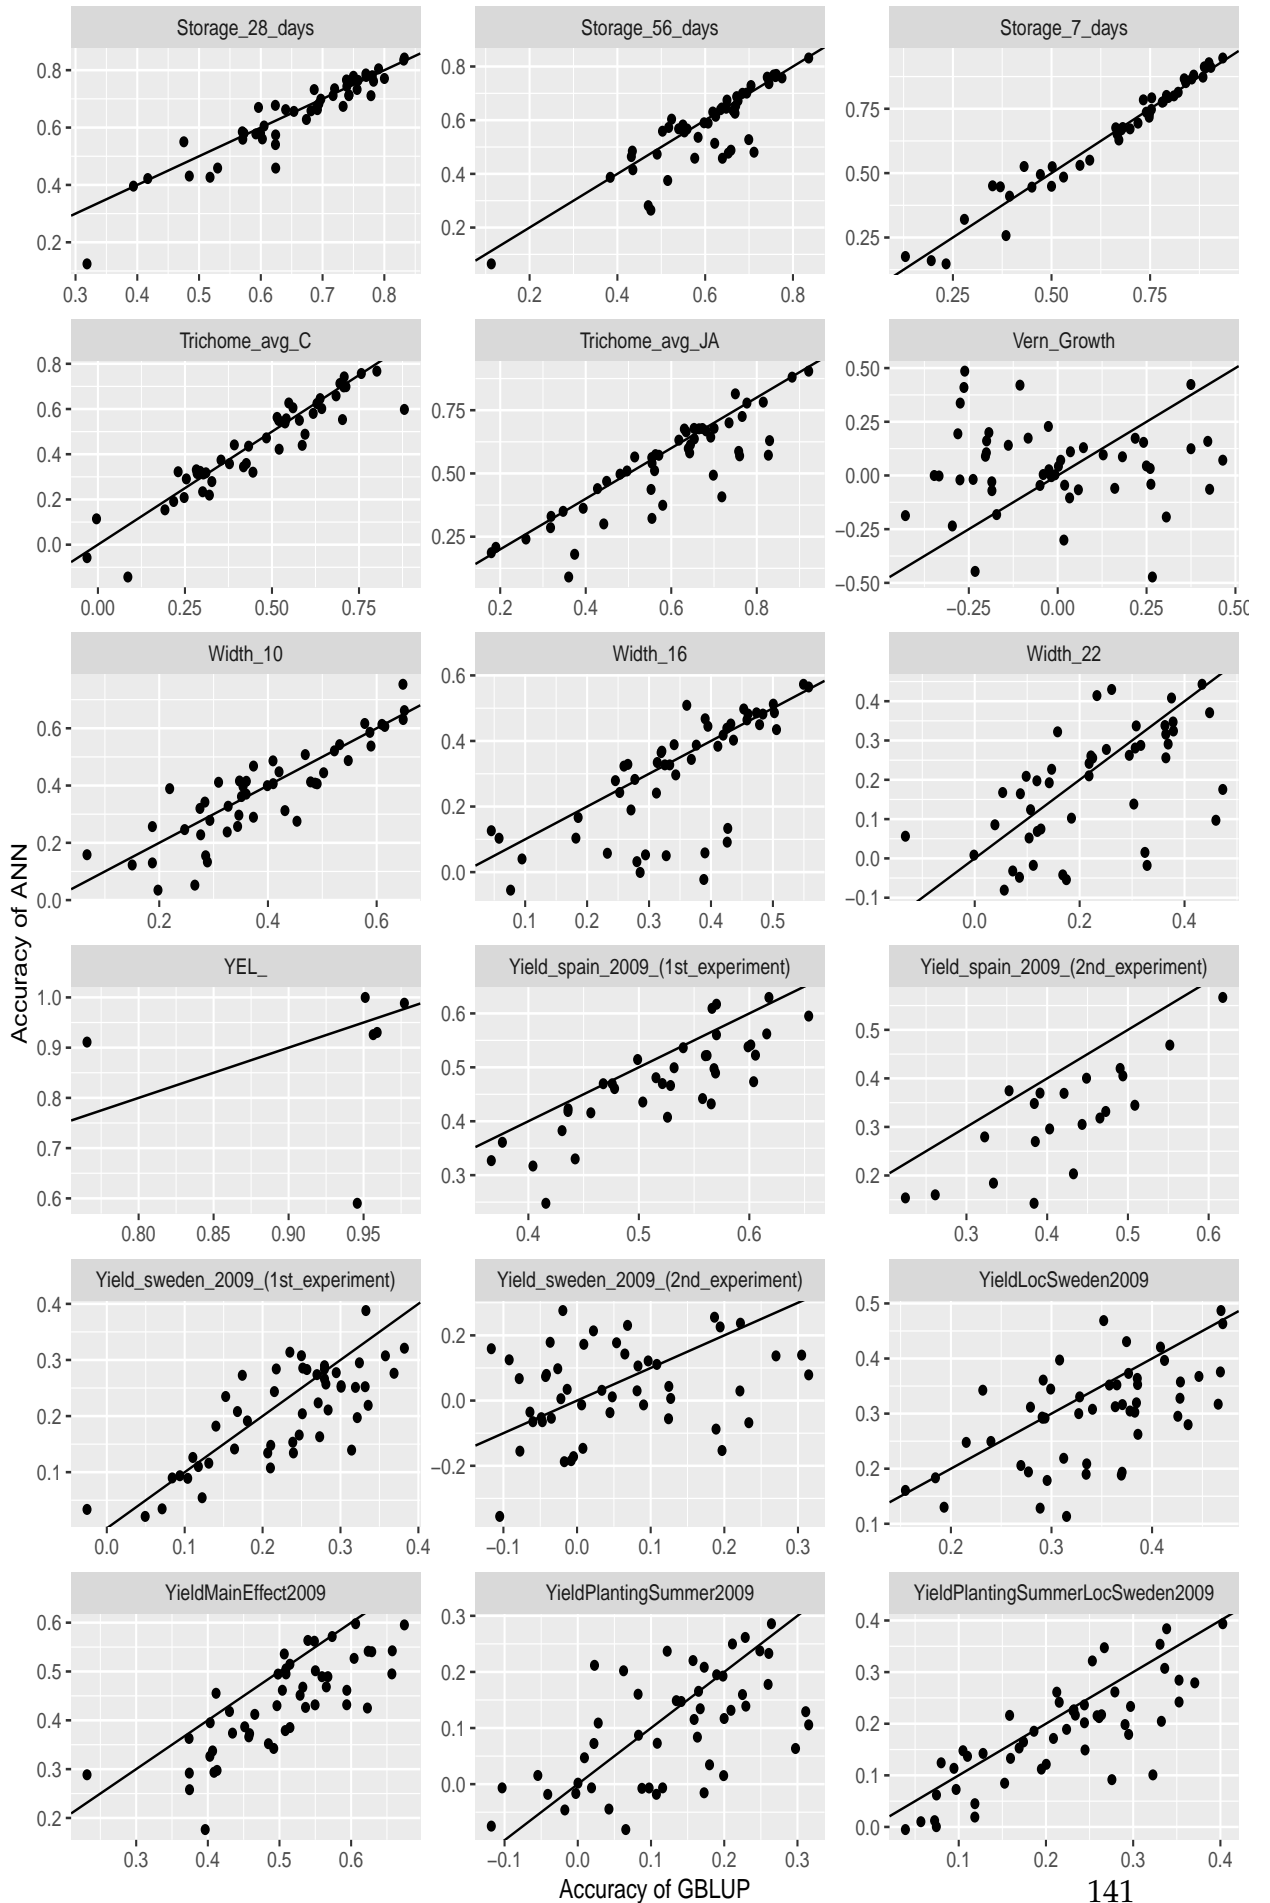 Storage_28_days Storage_56_days Storage_7_days
0.8 0.8
0.6 0.6 0.75
0.4 0.4 0.50
0.2 0.2 0.25
0.3 0.4 0.5 0.6 0.7 0.8 0.2 0.4 0.6 0.8 0.25 0.50 0.75
Trichome_avg_C Trichome_avg_JA Vern_Growth
0.8 0.50
0.6 0.75 0.25
0.4 0.50 0.00
0.2 −0.25
0.0 0.25 −0.50
0.00 0.25 0.50 0.75 0.2 0.4 0.6 0.8 −0.25 0.00 0.25 0.50
Width_10 Width_16 Width_22
0.6 0.6 0.4
0.4 0.4 0.3
0.2 0.2 0.2
0.0 0.0 0.1
0.0
−0.1
0.2 0.4 0.6 0.1 0.2 0.3 0.4 0.5 0.0 0.2 0.4
Accuracy of ANN
YEL_ Yield_spain_2009_(1st_experiment) Yield_spain_2009_(2nd_experiment)
1.0 0.6 0.5
0.9 0.5 0.4
0.8 0.4 0.3
0.7 0.3 0.2
0.6
0.80 0.85 0.90 0.95 0.4 0.5 0.6 0.3 0.4 0.5 0.6
Yield_sweden_2009_(1st_experiment) Yield_sweden_2009_(2nd_experiment) YieldLocSweden2009
0.4 0.2 0.5
0.3 0.0 0.4
0.2 −0.2 0.3
0.1 0.2
0.1
0.0 0.1 0.2 0.3 0.4 −0.1 0.0 0.1 0.2 0.3 0.2 0.3 0.4
YieldMainEffect2009 YieldPlantingSummer2009 YieldPlantingSummerLocSweden2009
0.6 0.3 0.4
0.5 0.2 0.3
0.4 0.1 0.2
0.3 0.0 0.1
0.2 0.0
0.3 0.4 0.5 0.6 −0.1 0.0 0.1 0.2 0.3 0.1 0.2 0.3 0.4
Accuracy of GBLUP
141